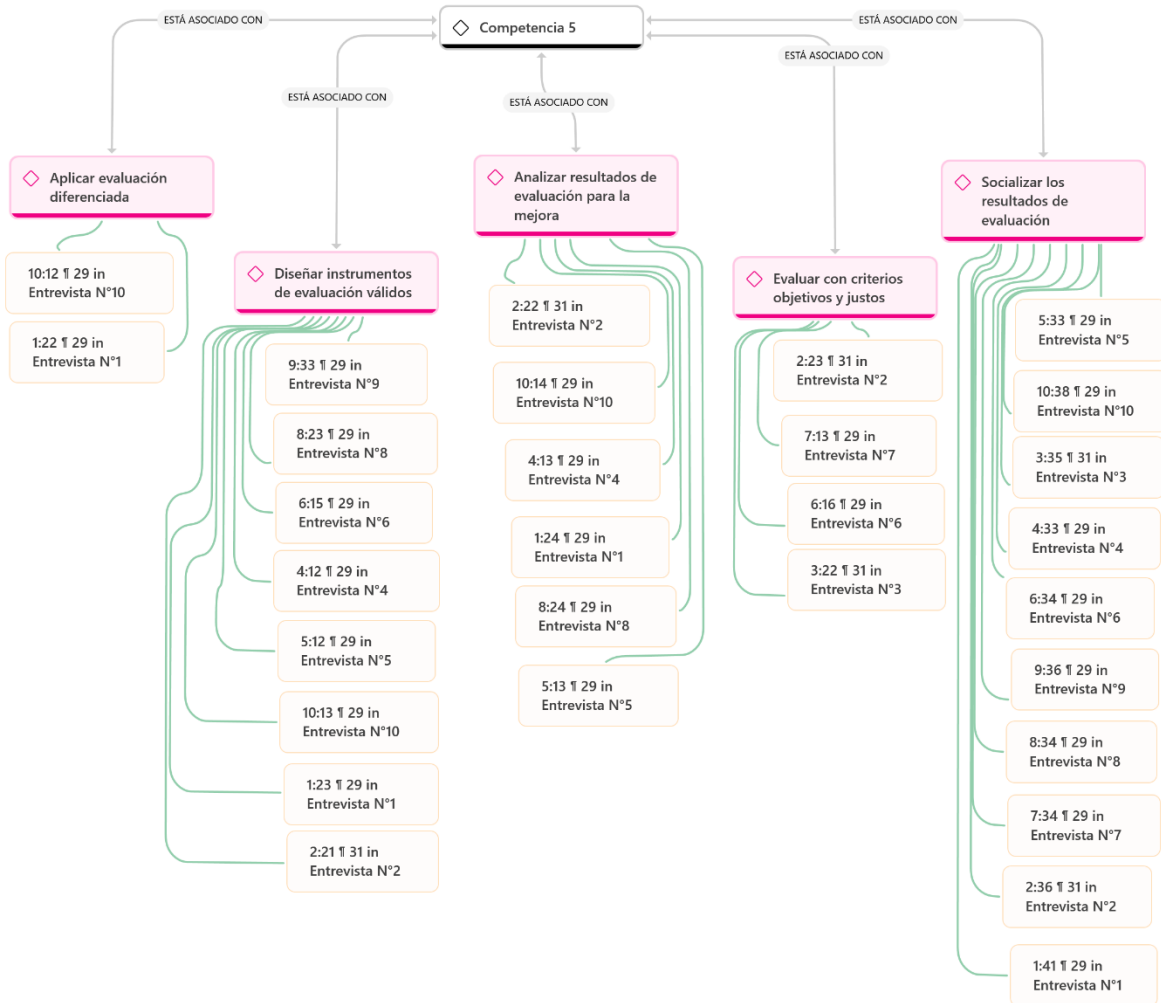 ESTÁ ASOCIADO CON
Competencia 5
ESTÁ ASOCIADO CON
ESTÁ ASOCIADO CON
ESTÁ ASOCIADO CON
ESTÁ ASOCIADO CON
Aplicar evaluación
diferenciada
10:12 ¶ 29 in
Entrevista N°10
1:22 ¶ 29 in
Entrevista N°1
Diseñar instrumentos
de evaluación válidos
9:33 ¶ 29 in
Entrevista N°9
8:23 ¶ 29 in
Entrevista N°8
6:15 ¶ 29 in
Entrevista N°6
4:12 ¶ 29 in
Entrevista N°4
5:12 ¶ 29 in
Entrevista N°5
10:13 ¶ 29 in
Entrevista N°10
1:23 ¶ 29 in
Entrevista N°1
2:21 ¶ 31 in
Entrevista N°2
Analizar resultados de
evaluación para la
mejora
2:22 ¶ 31 in
Entrevista N°2
10:14 ¶ 29 in
Entrevista N°10
4:13 ¶ 29 in
Entrevista N°4
1:24 ¶ 29 in
Entrevista N°1
8:24 ¶ 29 in
Entrevista N°8
5:13 ¶ 29 in
Entrevista N°5
Evaluar con criterios
objetivos y justos
2:23 ¶ 31 in
Entrevista N°2
7:13 ¶ 29 in
Entrevista N°7
6:16 ¶ 29 in
Entrevista N°6
3:22 ¶ 31 in
Entrevista N°3
Socializar los
resultados de
evaluación
5:33 ¶ 29 in
Entrevista N°5
10:38 ¶ 29 in
Entrevista N°10
3:35 ¶ 31 in
Entrevista N°3
4:33 ¶ 29 in
Entrevista N°4
6:34 ¶ 29 in
Entrevista N°6
9:36 ¶ 29 in
Entrevista N°9
8:34 ¶ 29 in
Entrevista N°8
7:34 ¶ 29 in
Entrevista N°7
2:36 ¶ 31 in
Entrevista N°2
1:41 ¶ 29 in
Entrevista N°1